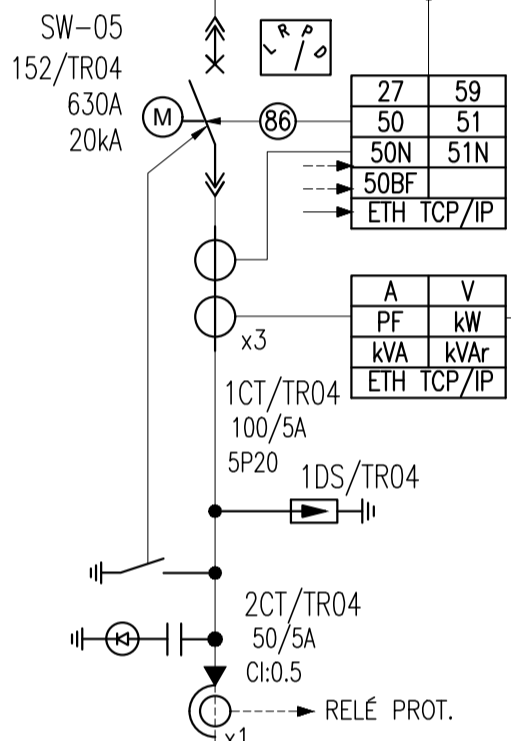 SW-05
152/TR04
630A
20kA
L R P D
M
86
27 59
50 51
50N 51N
50BF
ETH TCP/IP
A V
PF kW
kVA kVAr
ETH TCP/IP
x3
1CT/TR04
100/5A
5P20
1DS/TR04
2CT/TR04
50/5A
Cl:0.5
RELÉ PROT.
x1